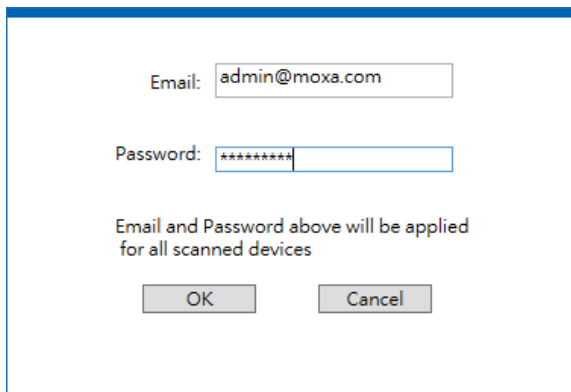 Email: admin@moxa.com
Password: *********
Email and Password above will be applied
for all scanned devices
OK Cancel